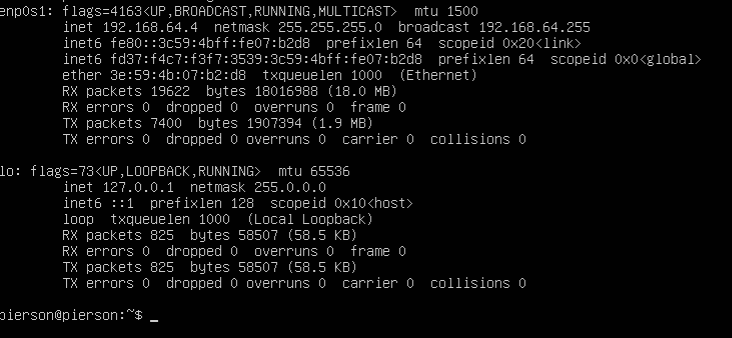 enp0s1: flags=4163<UP,BROADCAST,RUNNING,MULTICAST>  mtu 1500
        inet 192.168.64.4  netmask 255.255.255.0  broadcast 192.168.64.255
        inet6 fe80::3c59:4bff:fe07:b2d8  prefixlen 64  scopeid 0x20<link>
        inet6 fd37:f4c7:f3f7:3539:3c59:4bff:fe07:b2d8  prefixlen 64  scopeid 0x0<global>
        ether 3e:59:4b:07:b2:d8  txqueuelen 1000  (Ethernet)
        RX packets 19622  bytes 18016988 (18.0 MB)
        RX errors 0  dropped 0  overruns 0  frame 0
        TX packets 7400  bytes 1907394 (1.9 MB)
        TX errors 0  dropped 0 overruns 0  carrier 0  collisions 0

lo: flags=73<UP,LOOPBACK,RUNNING>  mtu 65536
        inet 127.0.0.1  netmask 255.0.0.0
        inet6 ::1  prefixlen 128  scopeid 0x10<host>
        loop  txqueuelen 1000  (Local Loopback)
        RX packets 825  bytes 58507 (58.5 KB)
        RX errors 0  dropped 0  overruns 0  frame 0
        TX packets 825  bytes 58507 (58.5 KB)
        TX errors 0  dropped 0 overruns 0  carrier 0  collisions 0

pierson@pierson:~$ _